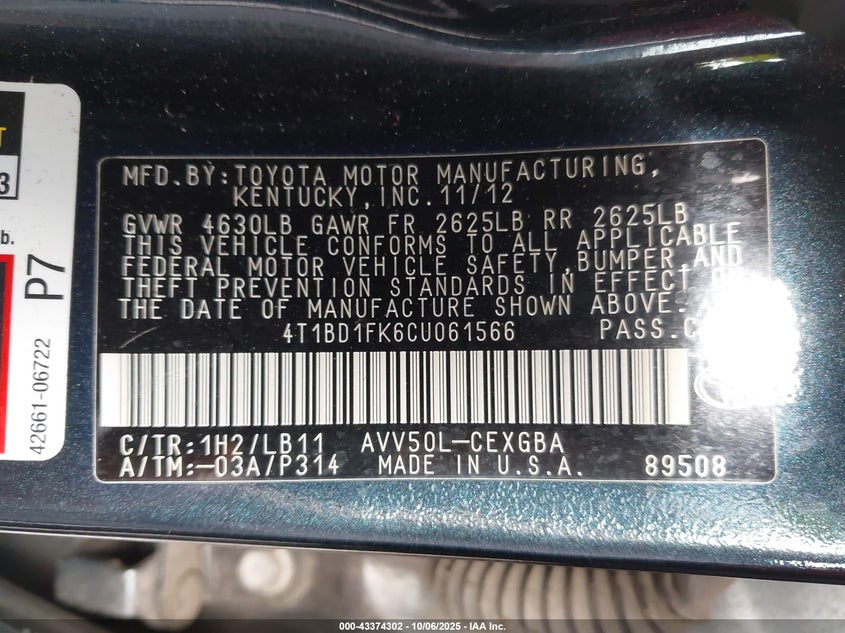 MFD.BY:TOYOTA MOTOR MANUFACTURING,
KENTUCKY,INC.11/12
GVWR 4630LB GAWR FR 2625LB RR 2625LB
THIS VEHICLE CONFORMS TO ALL APPLICABLE
FEDERAL MOTOR VEHICLE SAFETY,BUMPER,AND
THEFT PREVENTION STANDARDS IN EFFECT ON
THE DATE OF MANUFACTURE SHOWN ABOVE.
4T1BD1FK6CU061566 PASS.C
C/TR:1H2/LB11 AVV50L-CEXGBA
A/TM:-03A/P314 MADE IN U.S.A. 89508
T
3
b.
P7
42661-06722
000-43374302 - 10/06/2025 - IAA Inc.